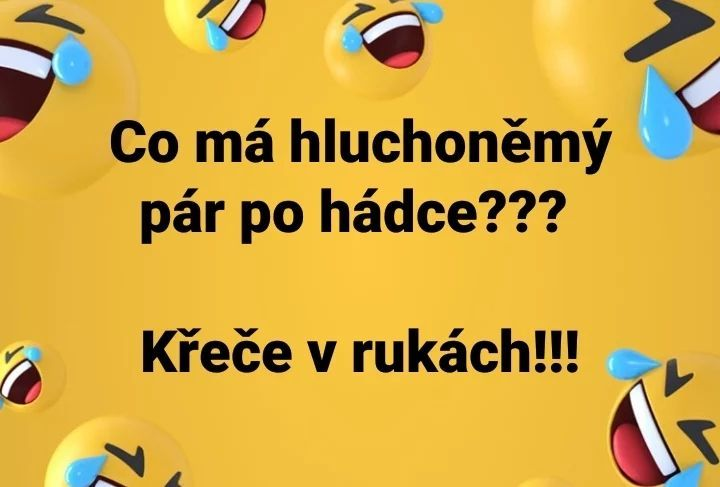 Co má hluchoněmý
pár po hádce???
Křeče v rukách!!!